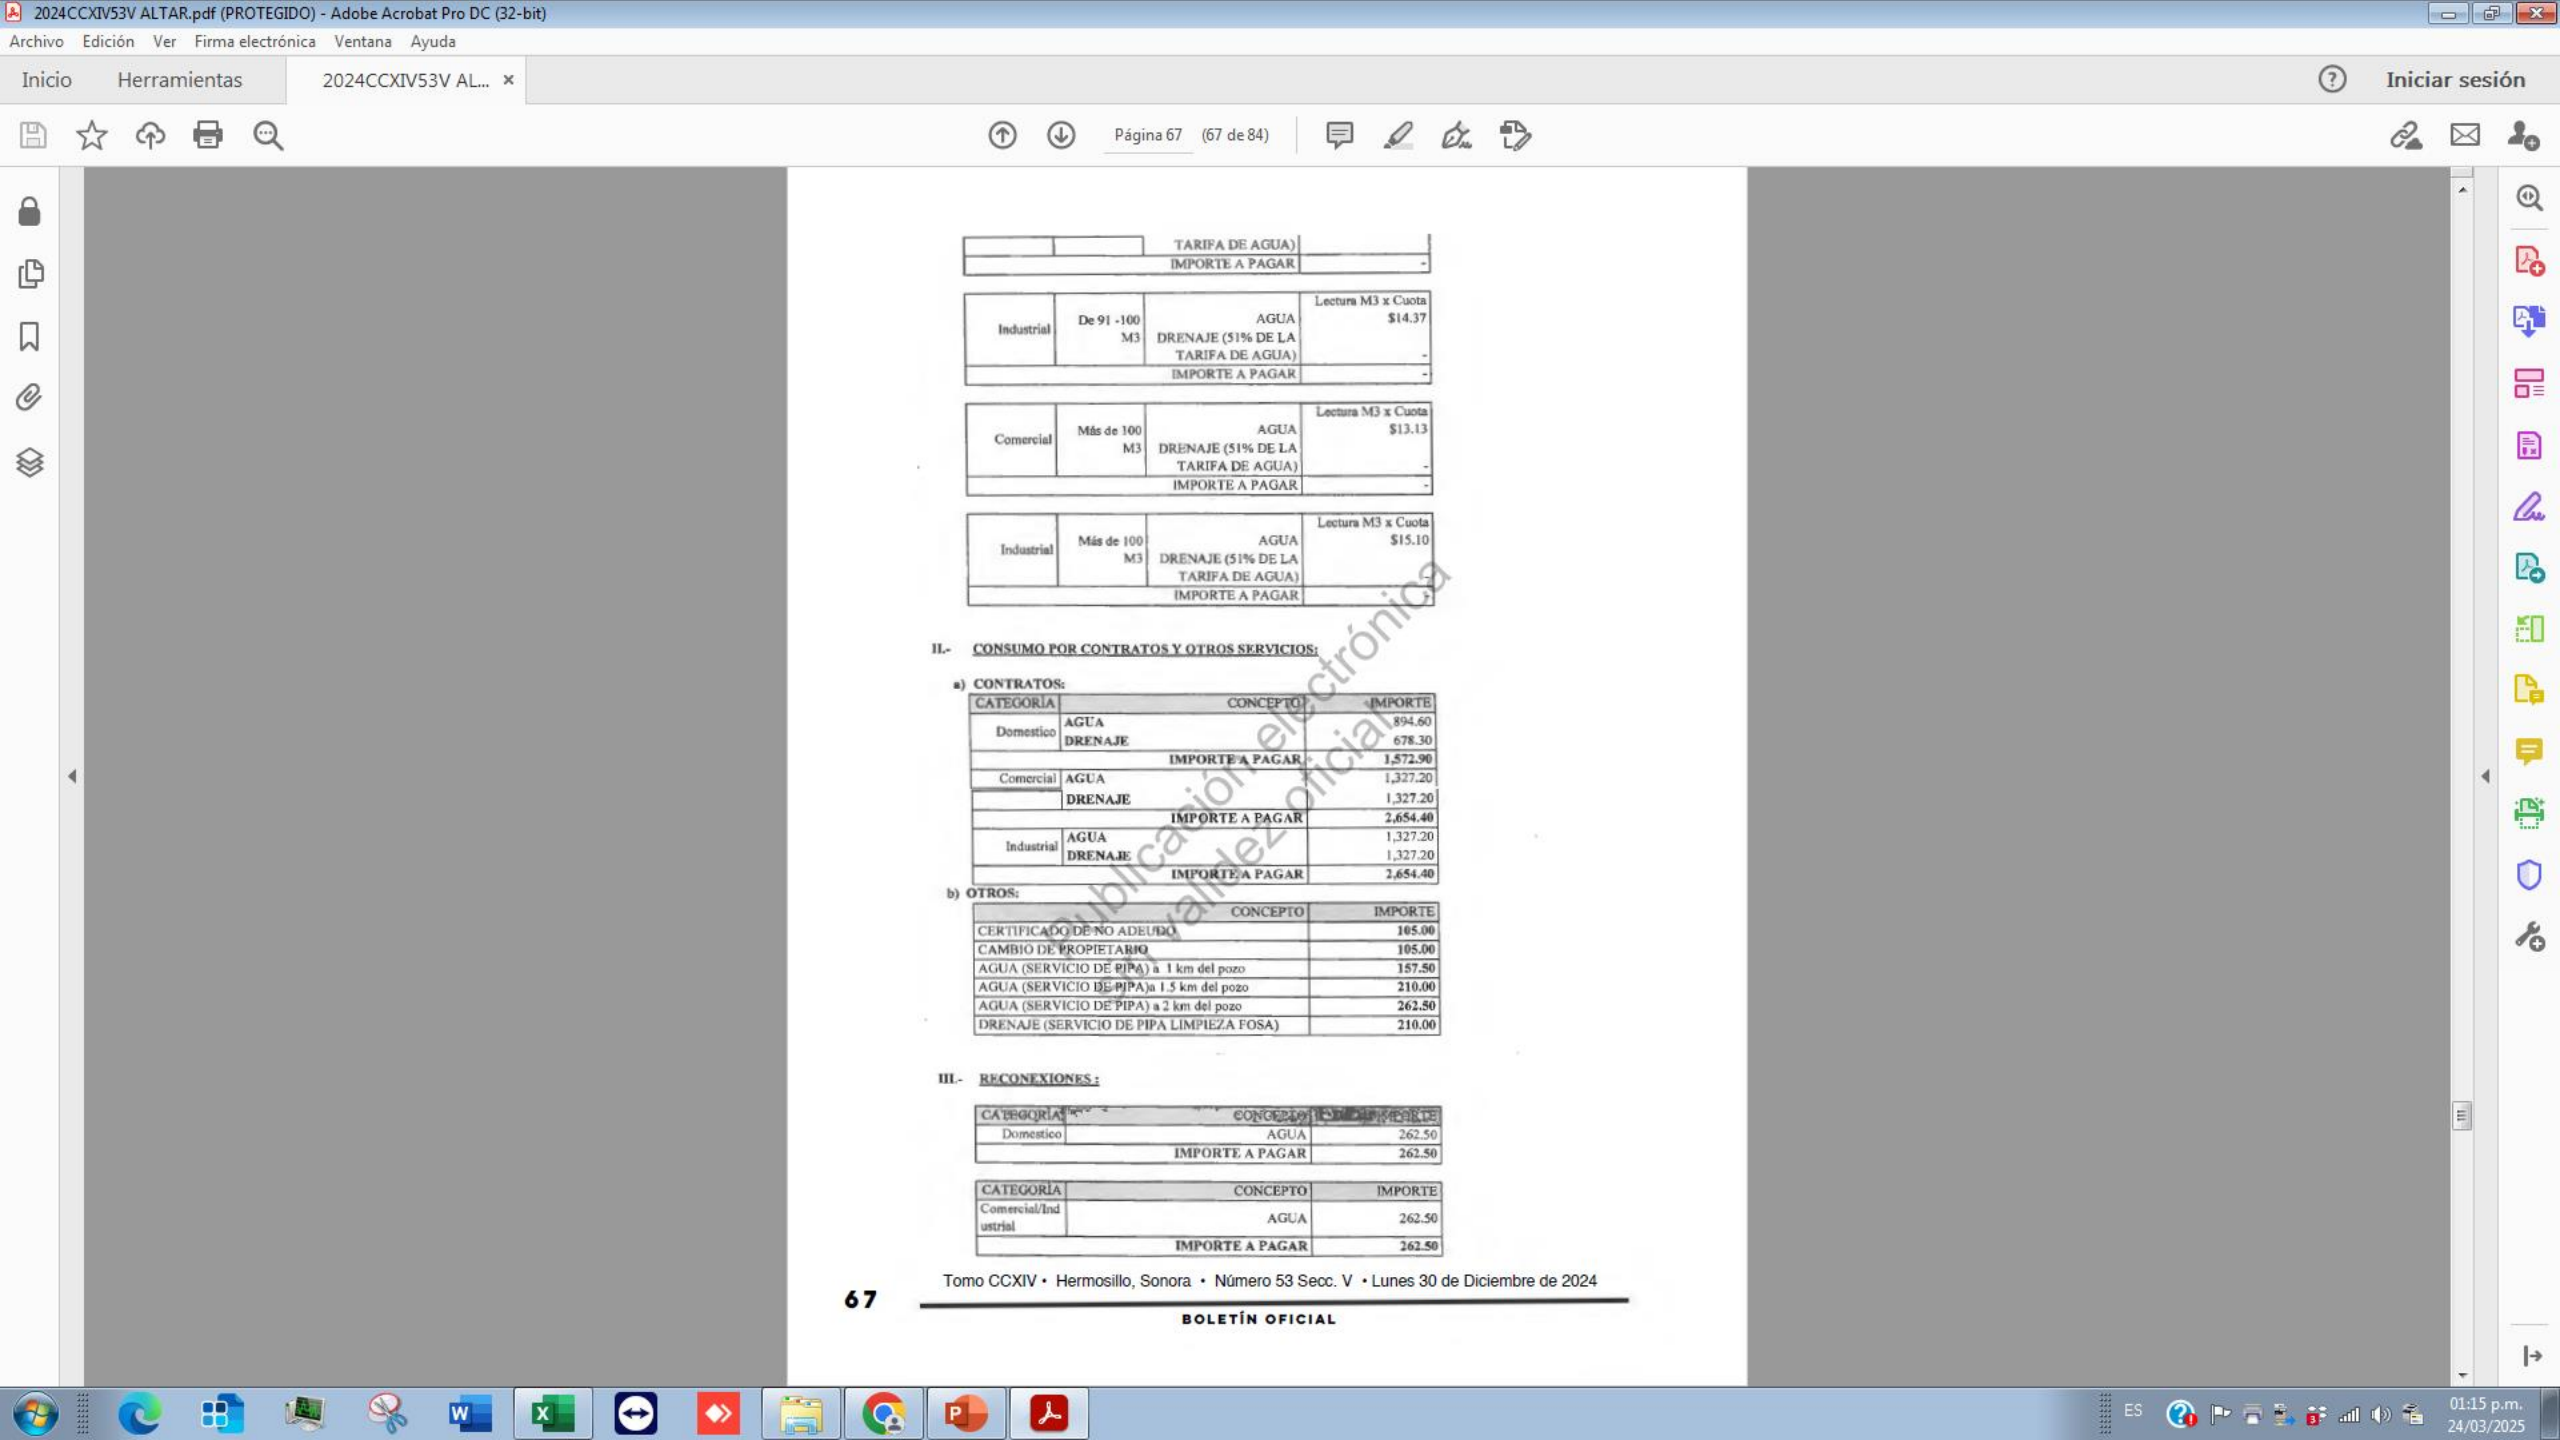 2024CCXIV53V ALTAR.pdf (PROTEGIDO) - Adobe Acrobat Pro DC (32-bit)
Archivo Edición Ver Firma electrónica Ventana Ayuda
Inicio Herramientas 2024CCXIV53V AL... × Iniciar sesión
Página 67 (67 de 84)
TARIFA DE AGUA)
IMPORTE A PAGAR -
Lectura M3 x Cuota
Industrial De 91 -100 AGUA $14.37
M3 DRENAJE (51% DE LA
TARIFA DE AGUA) -
IMPORTE A PAGAR -
Lectura M3 x Cuota
Comercial Más de 100 AGUA $13.13
M3 DRENAJE (51% DE LA
TARIFA DE AGUA) -
IMPORTE A PAGAR -
Lectura M3 x Cuota
Industrial Más de 100 AGUA $15.10
M3 DRENAJE (51% DE LA
TARIFA DE AGUA) -
IMPORTE A PAGAR -
II.- CONSUMO POR CONTRATOS Y OTROS SERVICIOS:
a) CONTRATOS:
CATEGORÍA CONCEPTO IMPORTE
Domestico AGUA 894.60
DRENAJE 678.30
IMPORTE A PAGAR 1,572.90
Comercial AGUA 1,327.20
DRENAJE 1,327.20
IMPORTE A PAGAR 2,654.40
Industrial AGUA 1,327.20
DRENAJE 1,327.20
IMPORTE A PAGAR 2,654.40
b) OTROS:
CONCEPTO IMPORTE
CERTIFICADO DE NO ADEUDO 105.00
CAMBIO DE PROPIETARIO 105.00
AGUA (SERVICIO DE PIPA) a 1 km del pozo 157.50
AGUA (SERVICIO DE PIPA)a 1.5 km del pozo 210.00
AGUA (SERVICIO DE PIPA) a 2 km del pozo 262.50
DRENAJE (SERVICIO DE PIPA LIMPIEZA FOSA) 210.00
Publicación electrónica
sin validez oficial
III.- RECONEXIONES :
CATEGORÍA CONCEPTO IMPORTE
Domestico AGUA 262.50
IMPORTE A PAGAR 262.50
CATEGORÍA CONCEPTO IMPORTE
Comercial/Ind
ustrial AGUA 262.50
IMPORTE A PAGAR 262.50
Tomo CCXIV • Hermosillo, Sonora • Número 53 Secc. V • Lunes 30 de Diciembre de 2024
67
BOLETÍN OFICIAL
ES
01:15 p.m.
24/03/2025